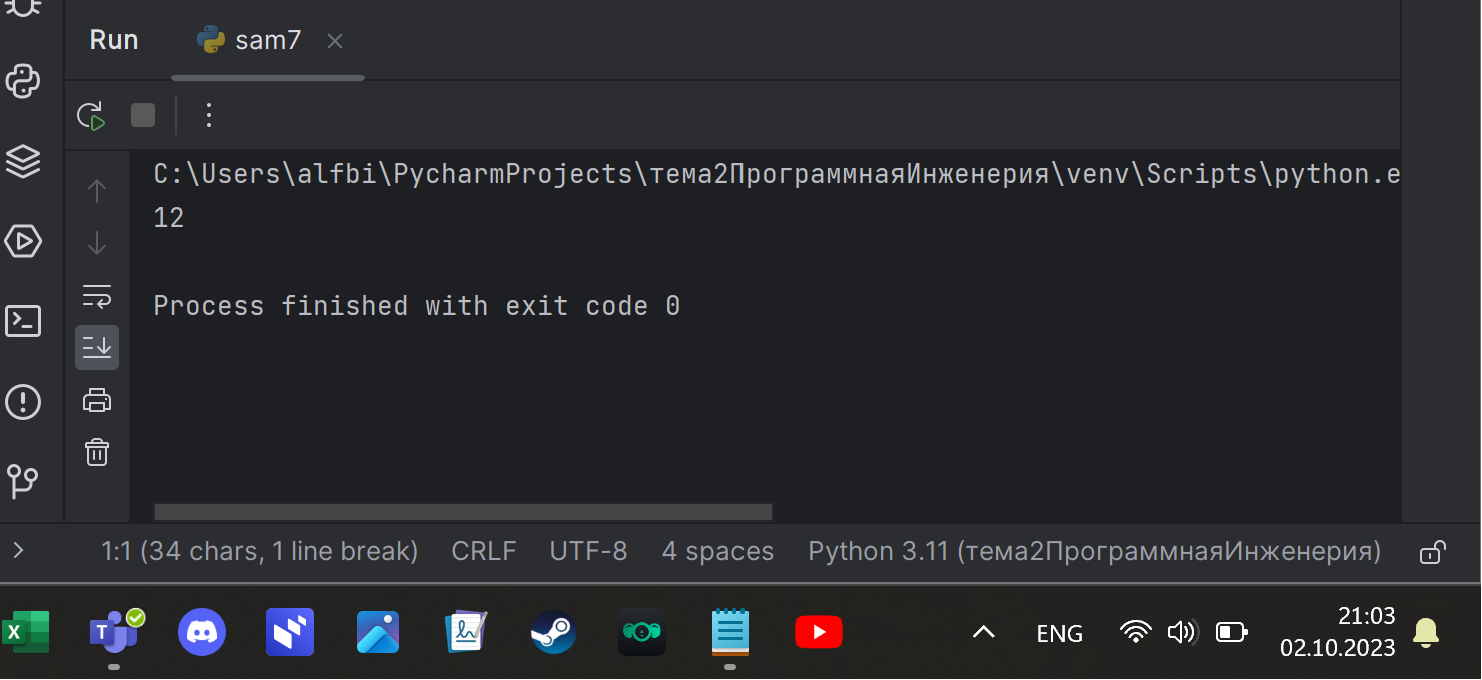 Run sam7
C:\Users\alfbi\PycharmProjects\тема2ПрограммнаяИнженерия\venv\Scripts\python.e
12
Process finished with exit code 0
1:1 (34 chars, 1 line break) CRLF UTF-8 4 spaces Python 3.11 (тема2ПрограммнаяИнженерия)
ENG
21:03
02.10.2023